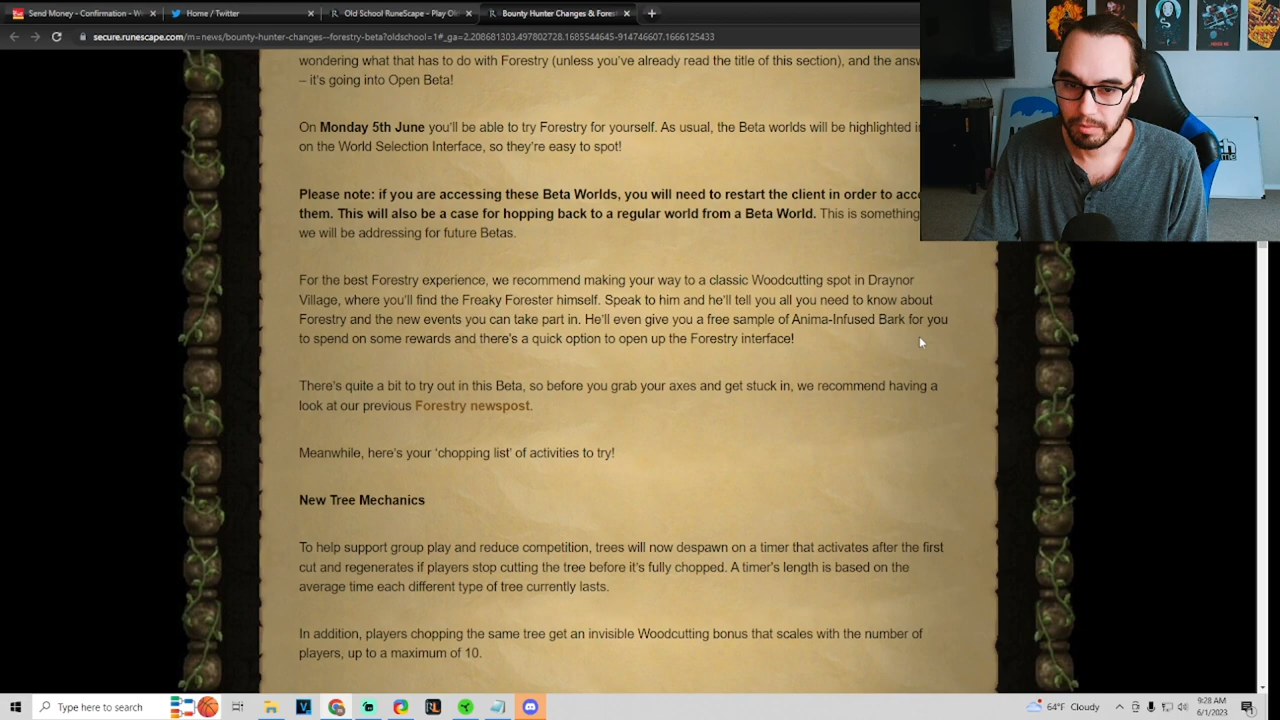 Send Money - Confirmation - W
Home / Twitter
Old School RuneScape - Play Ol
Bounty Hunter Changes & Fores
secure.runescape.com/m=news/bounty-hunter-changes--forestry-beta?oldschool=1#_ga=2.208681303.497802728.1685544645-914746607.1666125433
wondering what that has to do with Forestry (unless you've already read the title of this section), and the answ
– it's going into Open Beta!
On Monday 5th June you'll be able to try Forestry for yourself. As usual, the Beta worlds will be highlighted in
on the World Selection Interface, so they're easy to spot!
Please note: if you are accessing these Beta Worlds, you will need to restart the client in order to acce
them. This will also be a case for hopping back to a regular world from a Beta World. This is something
we will be addressing for future Betas.
For the best Forestry experience, we recommend making your way to a classic Woodcutting spot in Draynor
Village, where you'll find the Freaky Forester himself. Speak to him and he'll tell you all you need to know about
Forestry and the new events you can take part in. He'll even give you a free sample of Anima-Infused Bark for you
to spend on some rewards and there's a quick option to open up the Forestry interface!
There's quite a bit to try out in this Beta, so before you grab your axes and get stuck in, we recommend having a
look at our previous Forestry newspost.
Meanwhile, here's your 'chopping list' of activities to try!
New Tree Mechanics
To help support group play and reduce competition, trees will now despawn on a timer that activates after the first
cut and regenerates if players stop cutting the tree before it's fully chopped. A timer's length is based on the
average time each different type of tree currently lasts.
In addition, players chopping the same tree get an invisible Woodcutting bonus that scales with the number of
players, up to a maximum of 10.
Type here to search
64°F Cloudy
9:28 AM
6/1/2023